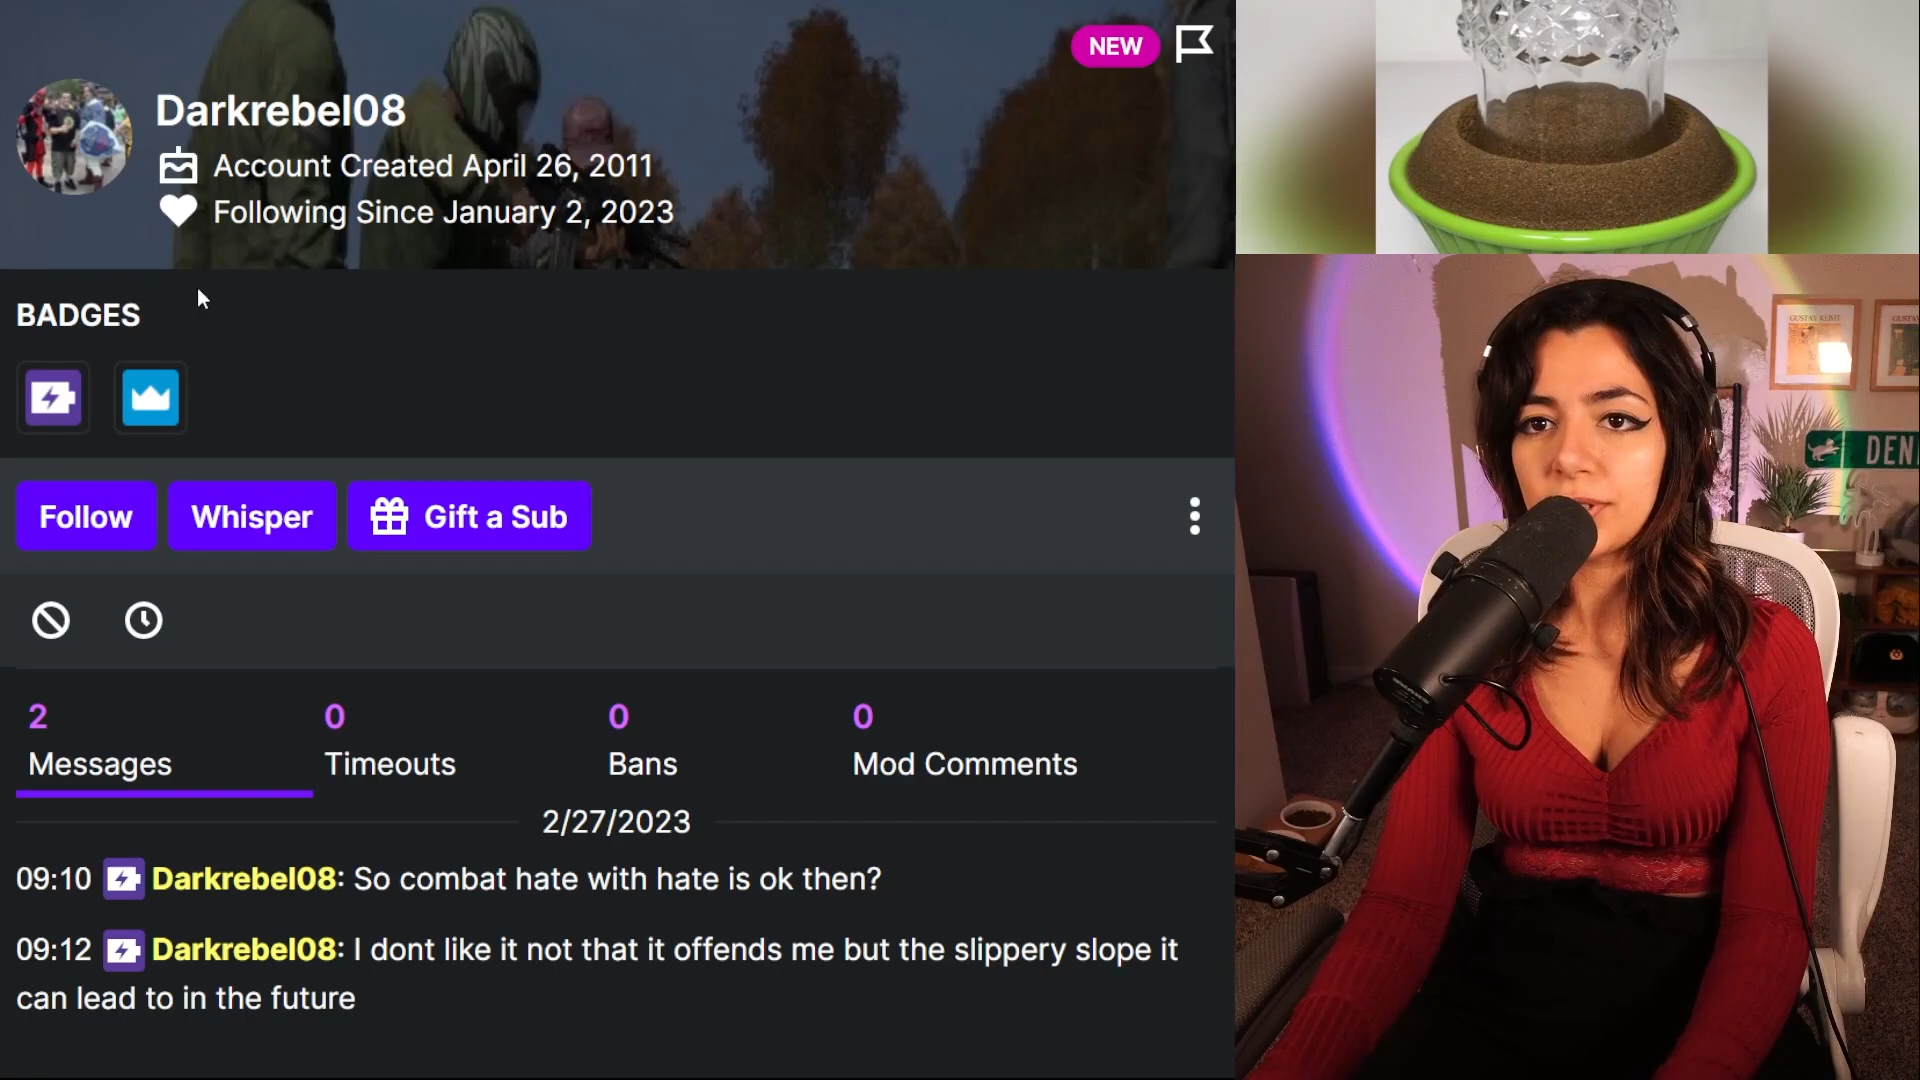 NEW
Darkrebel08
Account Created April 26, 2011
Following Since January 2, 2023
BADGES
Follow
Whisper
Gift a Sub
2
Messages
0
Timeouts
0
Bans
0
Mod Comments
2/27/2023
09:10 Darkrebel08: So combat hate with hate is ok then?
09:12 Darkrebel08: I dont like it not that it offends me but the slippery slope it
can lead to in the future
GUSTAV KLIMT
DEN